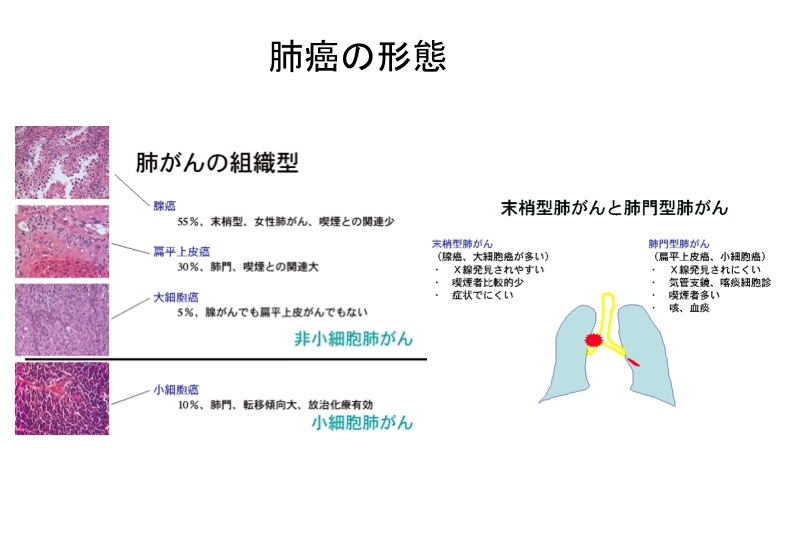 肺癌の形態
肺がんの組織型
腺癌
55%、末梢型、女性肺がん、喫煙との関連少
扁平上皮癌
30%、肺門、喫煙との関連大
大細胞癌
5%、腺がんでも扁平上皮がんでもない
非小細胞肺がん
小細胞癌
10%、肺門、転移傾向大、放治化療有効
小細胞肺がん
末梢型肺がんと肺門型肺がん
末梢型肺がん
（腺癌、大細胞癌が多い）
・ X線発見されやすい
・ 喫煙者比較的少
・ 症状でにくい
肺門型肺がん
（扁平上皮癌、小細胞癌）
・ X線発見されにくい
・ 気管支鏡、喀痰細胞診
・ 喫煙者多い
・ 咳、血痰